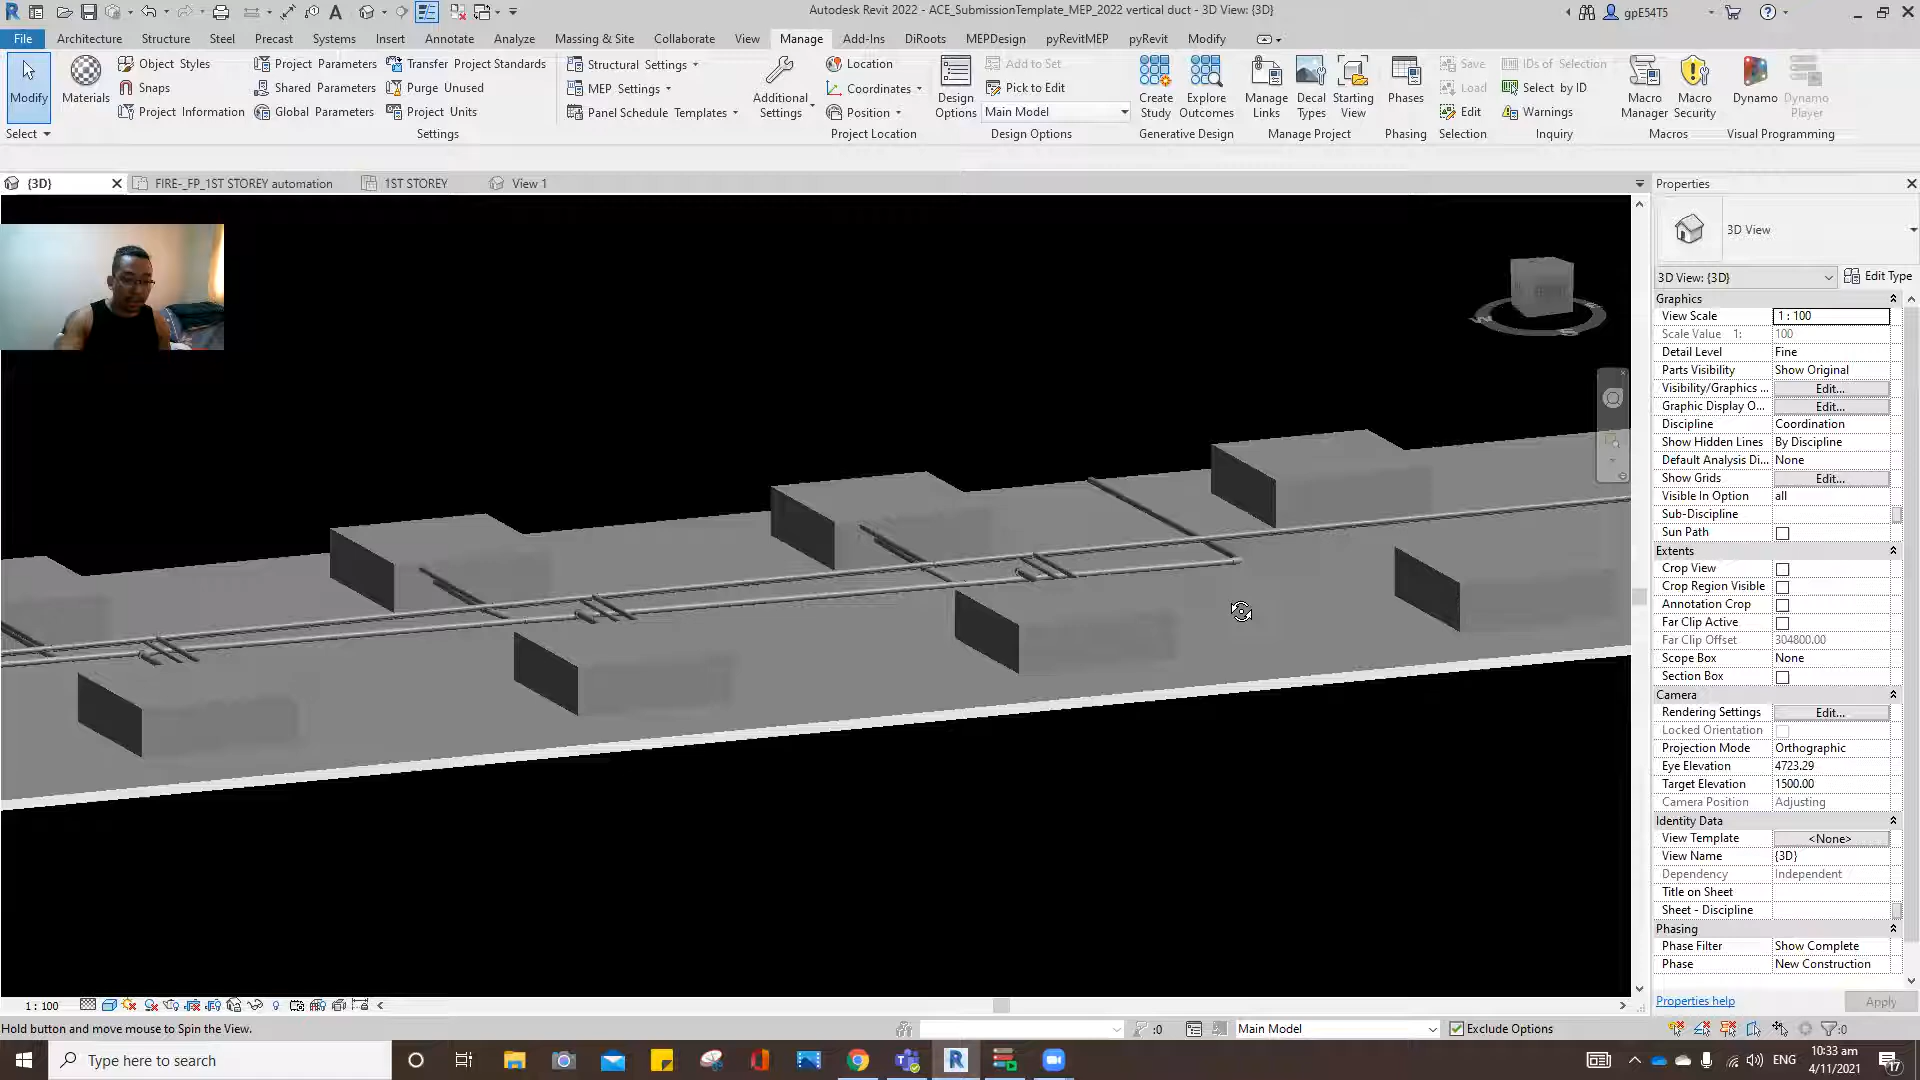 Autodesk Revit 2022 - ACE_SubmissionTemplate_MEP_2022 vertical duct - 3D View: {3D}
gpE54T5
File Architecture Structure Steel Precast Systems Insert Annotate Analyze Massing & Site Collaborate View Manage Add-Ins DiRoots MEPDesign pyRevitMEP pyRevit Modify
Modify
Select
Materials
Object Styles
Snaps
Project Information
Project Parameters
Shared Parameters
Global Parameters
Transfer Project Standards
Purge Unused
Project Units
Settings
Structural Settings
MEP Settings
Panel Schedule Templates
Additional Settings
Location
Coordinates
Position
Project Location
Design Options
Add to Set
Pick to Edit
Main Model
Design Options
Create Study
Explore Outcomes
Generative Design
Manage Links
Decal Types
Starting View
Manage Project
Phases
Phasing
Save
Load
Edit
Selection
IDs of Selection
Select by ID
Warnings
Inquiry
Macro Manager
Macro Security
Macros
Dynamo
Dynamo Player
Visual Programming
{3D}
FIRE-_FP_1ST STOREY automation
1ST STOREY
View 1
Properties
3D View
3D View: {3D}
Edit Type
Graphics
View Scale 1 : 100
Scale Value 1: 100
Detail Level Fine
Parts Visibility Show Original
Visibility/Graphics ... Edit...
Graphic Display O... Edit...
Discipline Coordination
Show Hidden Lines By Discipline
Default Analysis Di... None
Show Grids Edit...
Visible In Option all
Sub-Discipline
Sun Path
Extents
Crop View
Crop Region Visible
Annotation Crop
Far Clip Active
Far Clip Offset 304800.00
Scope Box None
Section Box
Camera
Rendering Settings Edit...
Locked Orientation
Projection Mode Orthographic
Eye Elevation 4723.29
Target Elevation 1500.00
Camera Position Adjusting
Identity Data
View Template <None>
View Name {3D}
Dependency Independent
Title on Sheet
Sheet - Discipline
Phasing
Phase Filter Show Complete
Phase New Construction
Properties help
Apply
1 : 100
Hold button and move mouse to Spin the View.
:0
Main Model
Exclude Options
:0
Type here to search
ENG
10:33 am
4/11/2021
17